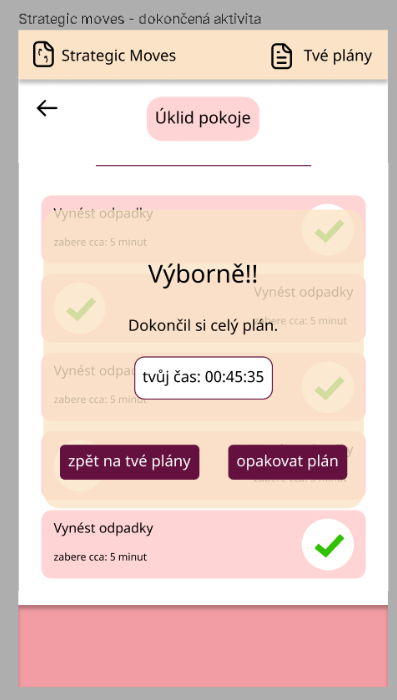 Strategic moves - dokončená aktivita
Strategic Moves
Tvé plány
Úklid pokoje
Vynést odpadky
zabere cca: 5 minut
Výborně!!
Vynést odpadky
zabere cca: 5 minut
Dokončil si celý plán.
Vynést odpadky
tvůj čas: 00:45:35
zabere cca: 5 minut
zpět na tvé plány
opakovat plán
Vynést odpadky
zabere cca: 5 minut